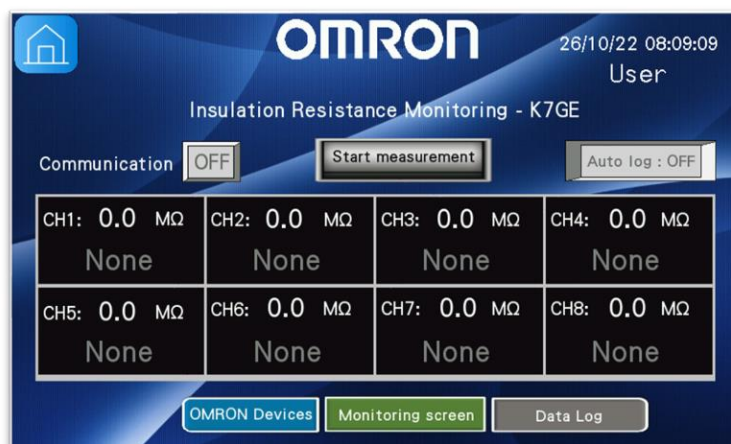 OMRON
26/10/22 08:09:09
User
Insulation Resistance Monitoring - K7GE
Communication OFF
Start measurement
Auto log : OFF
CH1: 0.0 MΩ
None
CH2: 0.0 MΩ
None
CH3: 0.0 MΩ
None
CH4: 0.0 MΩ
None
CH5: 0.0 MΩ
None
CH6: 0.0 MΩ
None
CH7: 0.0 MΩ
None
CH8: 0.0 MΩ
None
OMRON Devices
Monitoring screen
Data Log